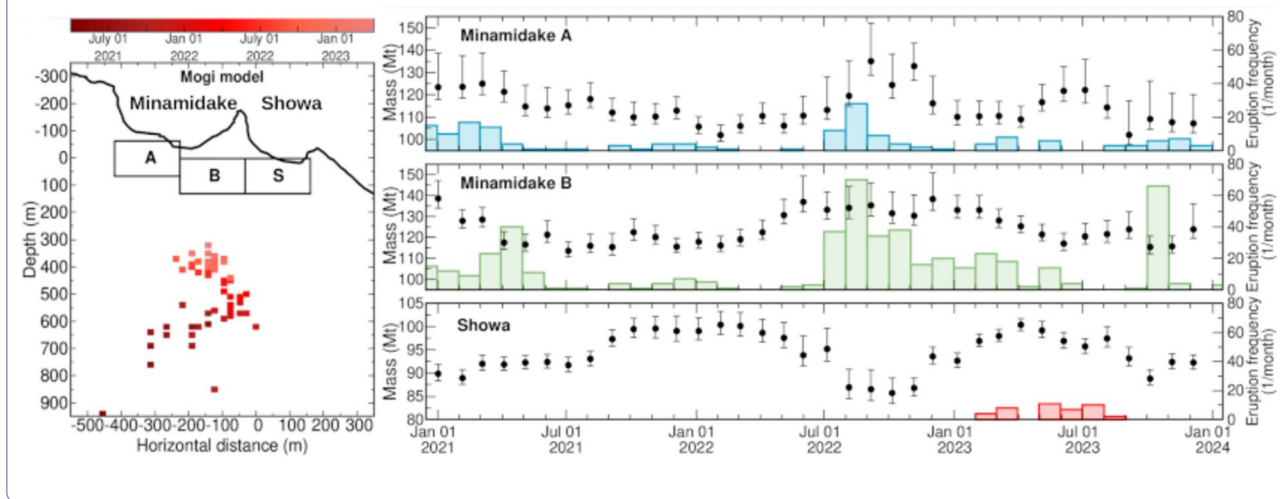 July 01 Jan 01 July 01 Jan 01
2021 2022 2022 2023
Mogi model
Minamidake Showa
A
B
S
-300
-200
-100
0
100
200
300
400
500
600
700
800
900
Depth (m)
-500-400-300-200-100 0 100 200 300
Horizontal distance (m)
Minamidake A
150
140
130
120
110
100
Mass (Mt)
80
60
40
20
0
Eruption frequency
(1/month)
Minamidake B
150
140
130
120
110
100
Mass (Mt)
80
60
40
20
0
Eruption frequency
(1/month)
Showa
105
100
95
90
85
80
Mass (Mt)
80
60
40
20
0
Eruption frequency
(1/month)
Jan 01 Jul 01 Jan 01 Jul 01 Jan 01 Jul 01 Jan 01
2021 2021 2022 2022 2023 2023 2024